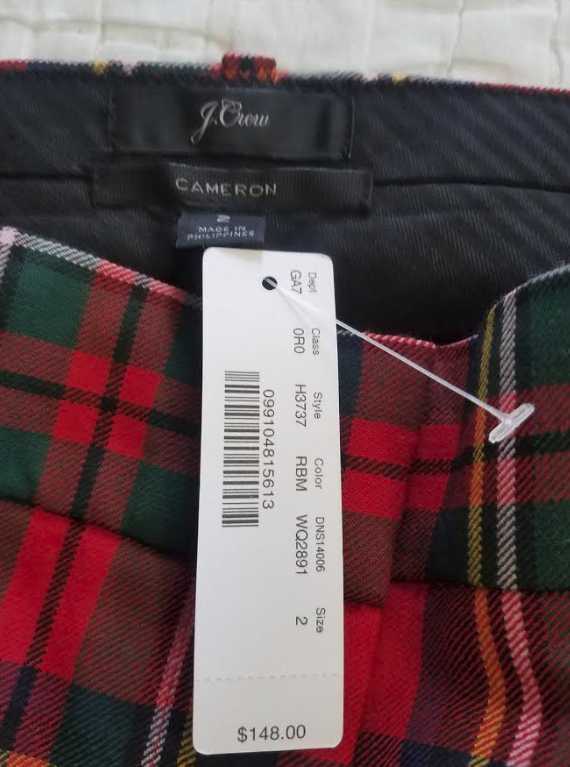 J.Crew
CAMERON
2
MADE IN
PHILIPPINES
Dept Class Style Color DNS14006 Size
GA7 0R0 H3737 RBM WQ2891 2
099104815613
$148.00